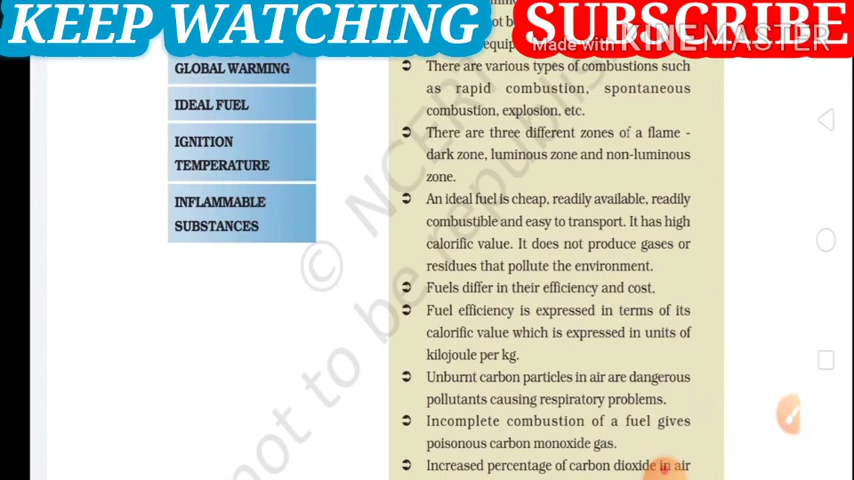 KEEP WATCHING
SUBSCRIBE
Made with KINEMASTER
GLOBAL WARMING
IDEAL FUEL
IGNITION
TEMPERATURE
INFLAMMABLE
SUBSTANCES
There are various types of combustions such
as rapid combustion, spontaneous
combustion, explosion, etc.
There are three different zones of a flame -
dark zone, luminous zone and non-luminous
zone.
An ideal fuel is cheap, readily available, readily
combustible and easy to transport. It has high
calorific value. It does not produce gases or
residues that pollute the environment.
Fuels differ in their efficiency and cost.
Fuel efficiency is expressed in terms of its
calorific value which is expressed in units of
kilojoule per kg.
Unburnt carbon particles in air are dangerous
pollutants causing respiratory problems.
Incomplete combustion of a fuel gives
poisonous carbon monoxide gas.
Increased percentage of carbon dioxide in air
© NCERT
not to be republis